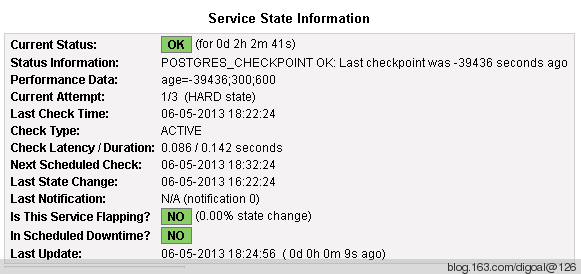 Service State Information
Current Status: OK (for 0d 2h 2m 41s)
Status Information: POSTGRES_CHECKPOINT OK: Last checkpoint was -39436 seconds ago
Performance Data: age=-39436;300;600
Current Attempt: 1/3 (HARD state)
Last Check Time: 06-05-2013 18:22:24
Check Type: ACTIVE
Check Latency / Duration: 0.086 / 0.142 seconds
Next Scheduled Check: 06-05-2013 18:32:24
Last State Change: 06-05-2013 16:22:24
Last Notification: N/A (notification 0)
Is This Service Flapping? NO (0.00% state change)
In Scheduled Downtime? NO
Last Update: 06-05-2013 18:24:56 ( 0d 0h 0m 9s ago)
blog.163.com/digoal@126